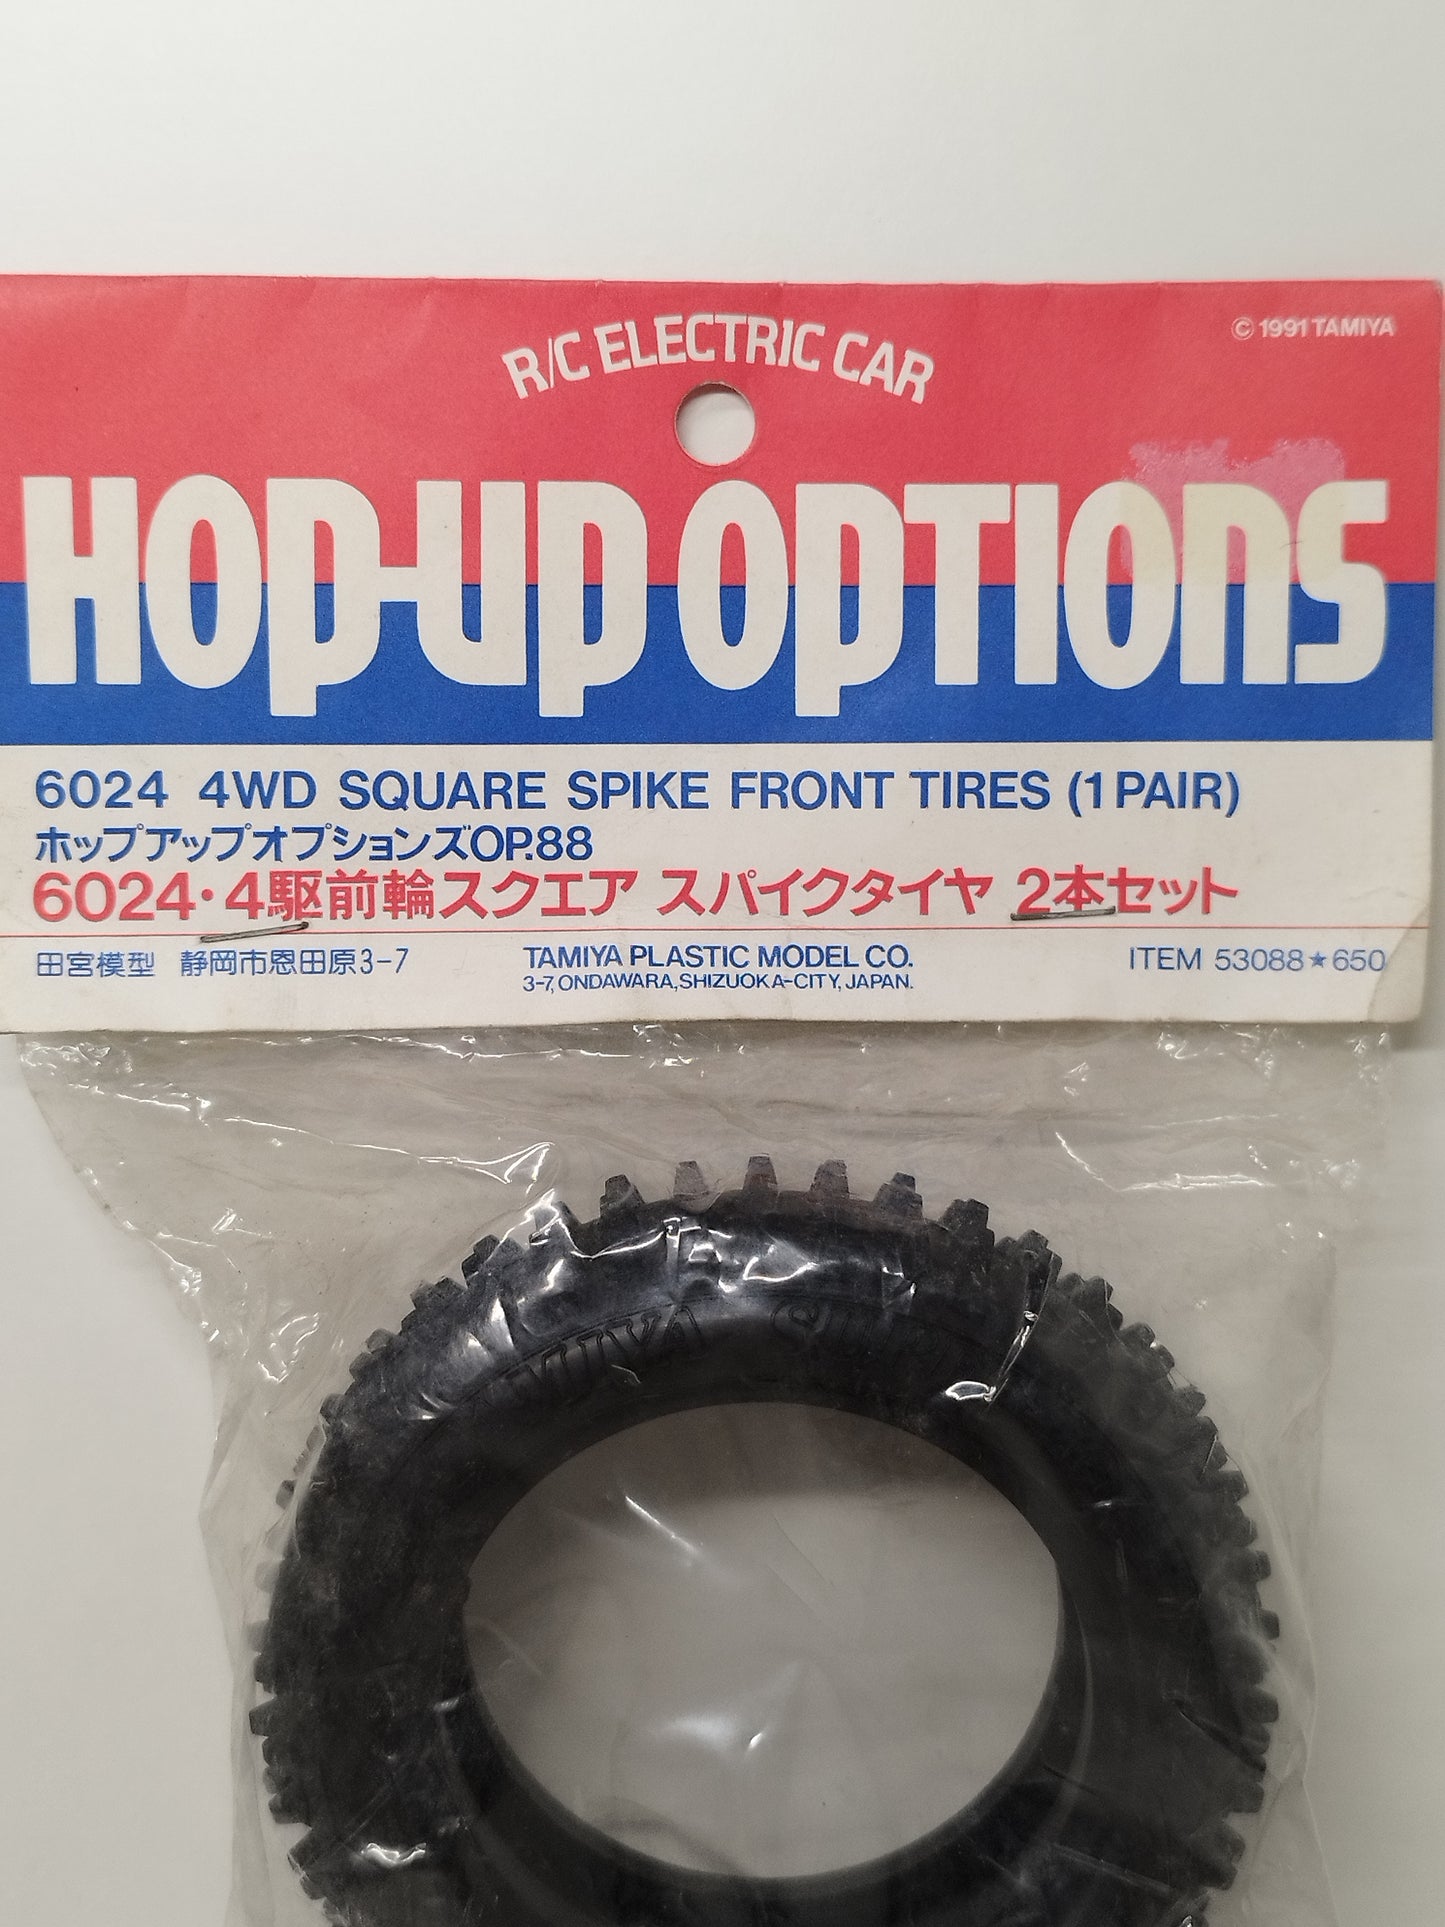 R/C ELECTRIC CAR
© 1991 TAMIYA
HOP-UP OPTIONS
6024 4WD SQUARE SPIKE FRONT TIRES (1 PAIR)
ホップアップオプションズOP.88
6024・4駆前輪スクエア スパイクタイヤ 2本セット
田宮模型 静岡市恩田原3-7
TAMIYA PLASTIC MODEL CO.
3-7, ONDAWARA, SHIZUOKA-CITY, JAPAN.
ITEM 53088★650